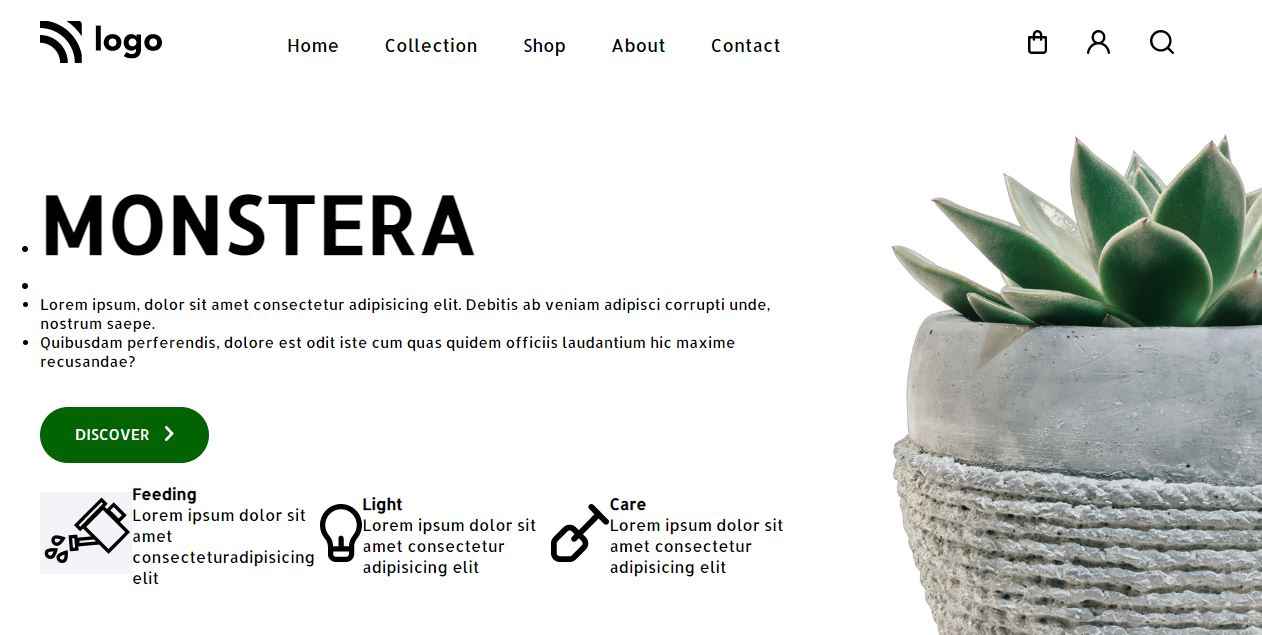 logo
Home Collection Shop About Contact
MONSTERA
Lorem ipsum, dolor sit amet consectetur adipisicing elit. Debitis ab veniam adipisci corrupti unde,
nostrum saepe.
Quibusdam perferendis, dolore est odit iste cum quas quidem officiis laudantium hic maxime
recusandae?
DISCOVER
Feeding
Lorem ipsum dolor sit
amet
consecteturadipisicing
elit
Light
Lorem ipsum dolor sit
amet consectetur
adipisicing elit
Care
Lorem ipsum dolor sit
amet consectetur
adipisicing elit